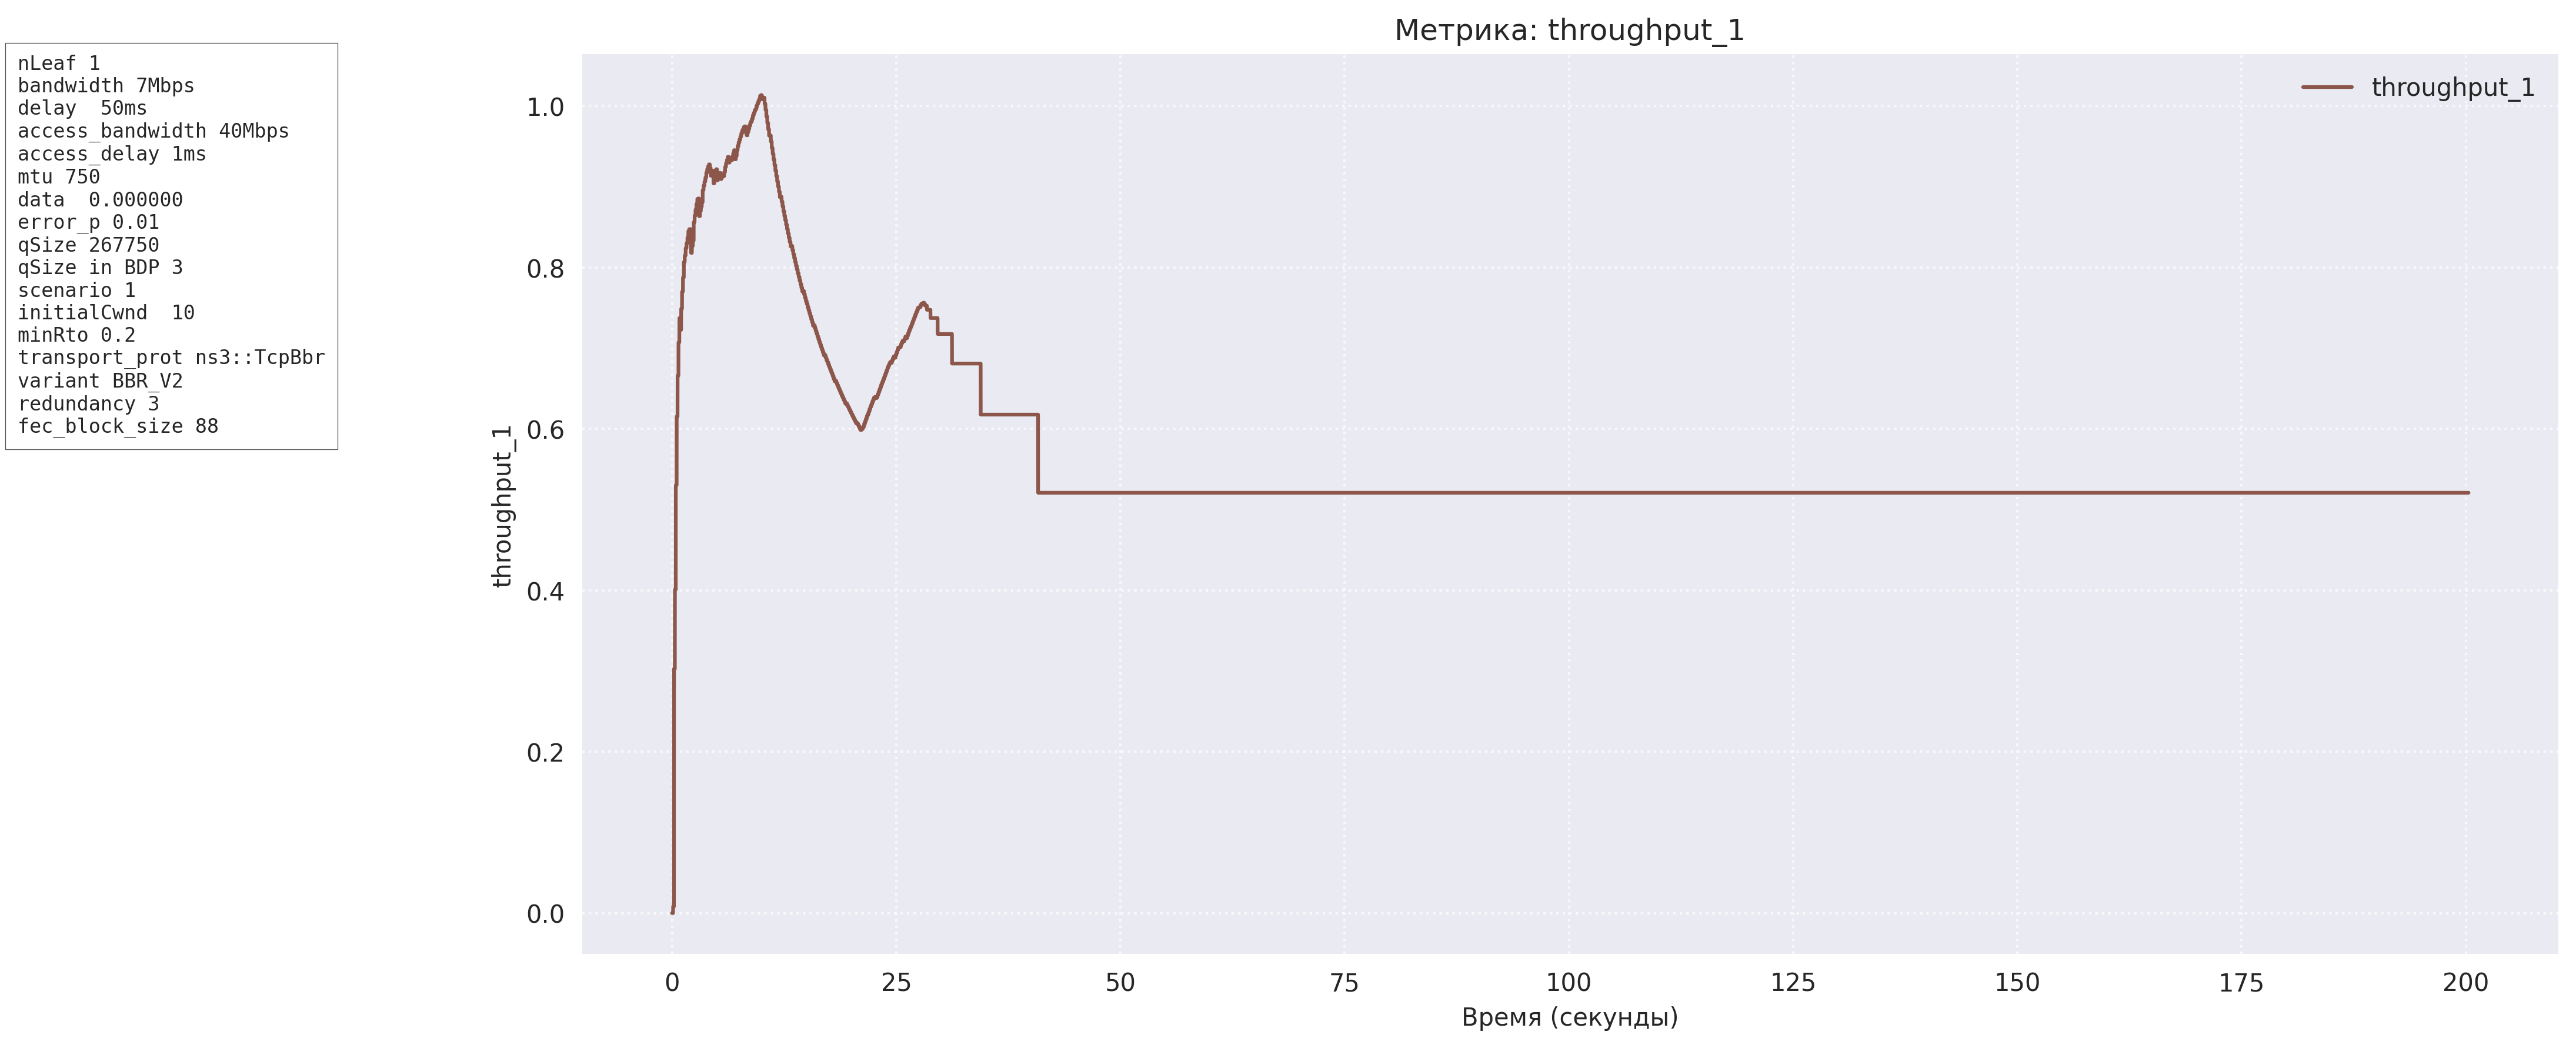 Метрика: throughput_1
nLeaf 1
bandwidth 7Mbps
delay  50ms
access_bandwidth 40Mbps
access_delay 1ms
mtu 750
data  0.000000
error_p 0.01
qSize 267750
qSize in BDP 3
scenario 1
initialCwnd  10
minRto 0.2
transport_prot ns3::TcpBbr
variant BBR_V2
redundancy 3
fec_block_size 88
throughput_1
throughput_1
1.0
0.8
0.6
0.4
0.2
0.0
0 25 50 75 100 125 150 175 200
Время (секунды)